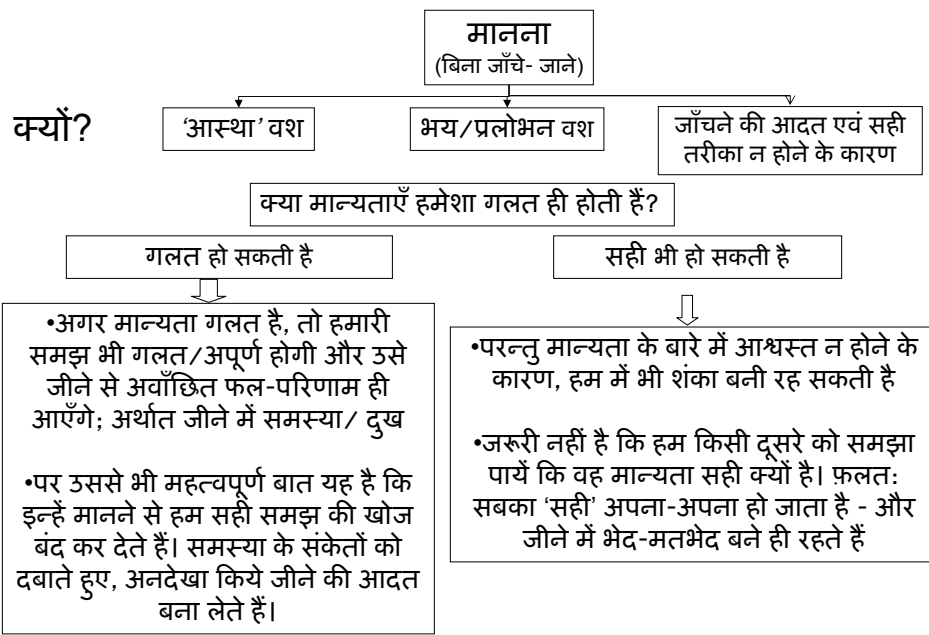 मानना
(बिना जाँचे- जाने)
क्यों?
‘आस्था’ वश
भय/प्रलोभन वश
जाँचने की आदत एवं सही
तरीका न होने के कारण
क्या मान्यताएँ हमेशा गलत ही होती हैं?
गलत हो सकती है
सही भी हो सकती है
•अगर मान्यता गलत है, तो हमारी
समझ भी गलत/अपूर्ण होगी और उसे
जीने से अवाँछित फल-परिणाम ही
आएँगे; अर्थात जीने में समस्या/ दुख
•पर उससे भी महत्वपूर्ण बात यह है कि
इन्हें मानने से हम सही समझ की खोज
बंद कर देते हैं। समस्या के संकेतों को
दबाते हुए, अनदेखा किये जीने की आदत
बना लेते हैं।
•परन्तु मान्यता के बारे में आश्वस्त न होने के
कारण, हम में भी शंका बनी रह सकती है
•जरूरी नहीं है कि हम किसी दूसरे को समझा
पायें कि वह मान्यता सही क्यों है। फ़लत:
सबका ‘सही’ अपना-अपना हो जाता है - और
जीने में भेद-मतभेद बने ही रहते हैं